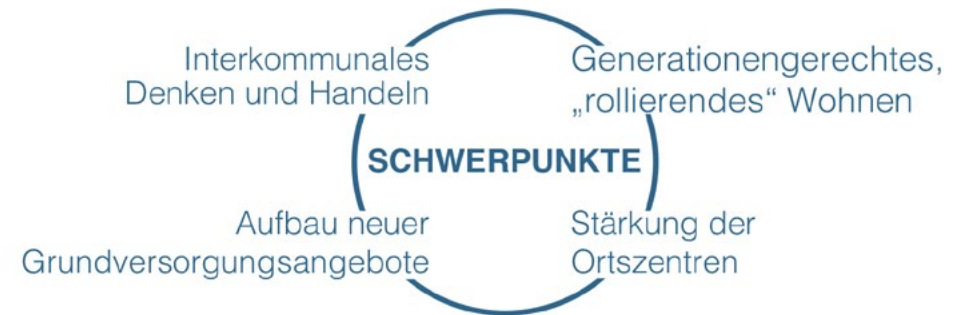 Interkommunales
Denken und Handeln
Generationengerechtes,
„rollierendes“ Wohnen
SCHWERPUNKTE
Aufbau neuer
Grundversorgungsangebote
Stärkung der
Ortszentren